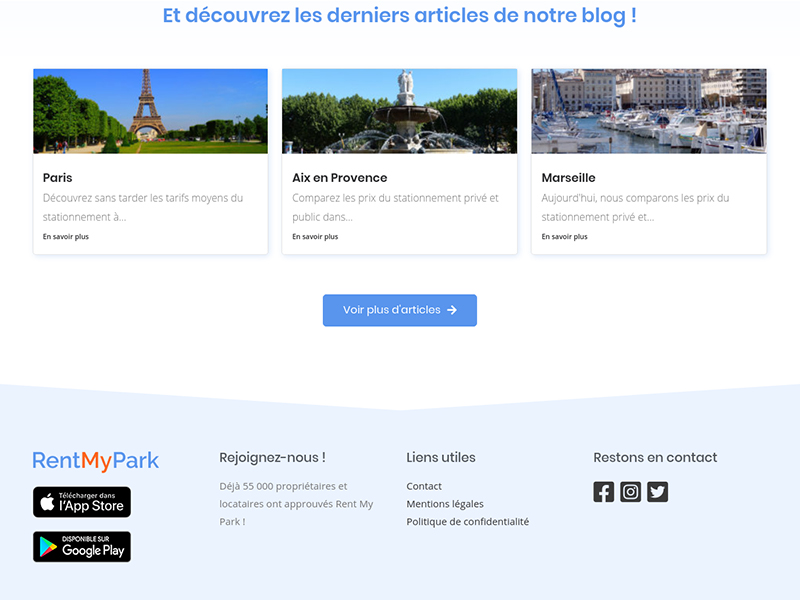 Et découvrez les derniers articles de notre blog !
Paris
Découvrez sans tarder les tarifs moyens du
stationnement à...
En savoir plus
Aix en Provence
Comparez les prix du stationnement privé et
public dans...
En savoir plus
Marseille
Aujourd'hui, nous comparons les prix du
stationnement privé et...
En savoir plus
Voir plus d'articles
RentMyPark
Télécharger dans
l'App Store
DISPONIBLE SUR
Google Play
Rejoignez-nous !
Déjà 55 000 propriétaires et
locataires ont approuvés Rent My
Park !
Liens utiles
Contact
Mentions légales
Politique de confidentialité
Restons en contact